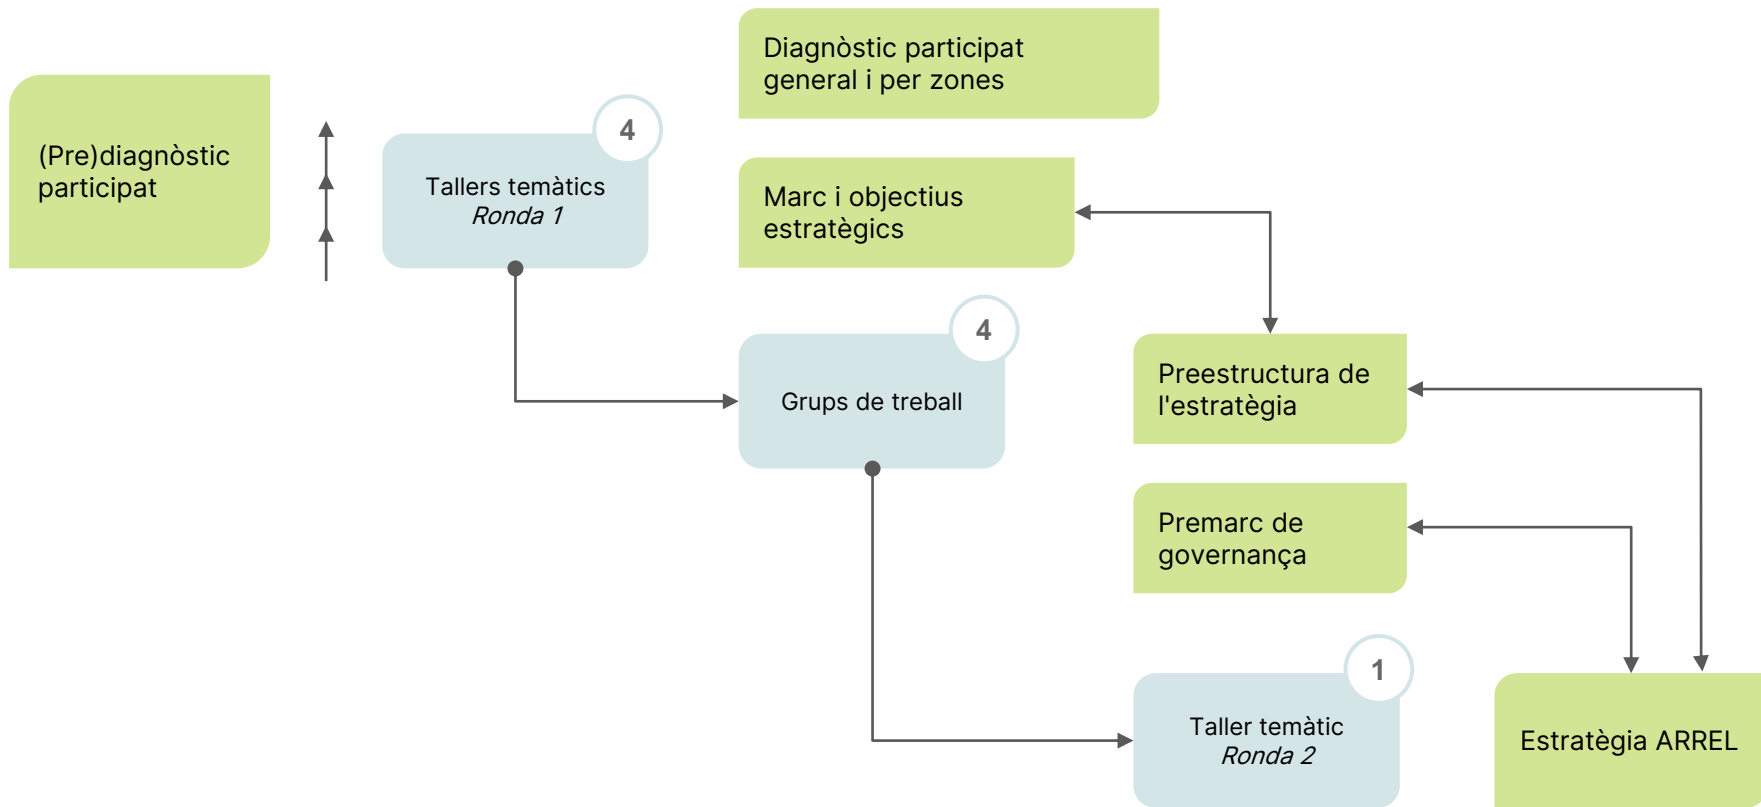 (Pre)diagnòstic
participat
4
Tallers temàtics
Ronda 1
Diagnòstic participat
general i per zones
Marc i objectius
estratègics
4
Grups de treball
Preestructura de
l'estratègia
Premarc de
governança
1
Taller temàtic
Ronda 2
Estratègia ARREL